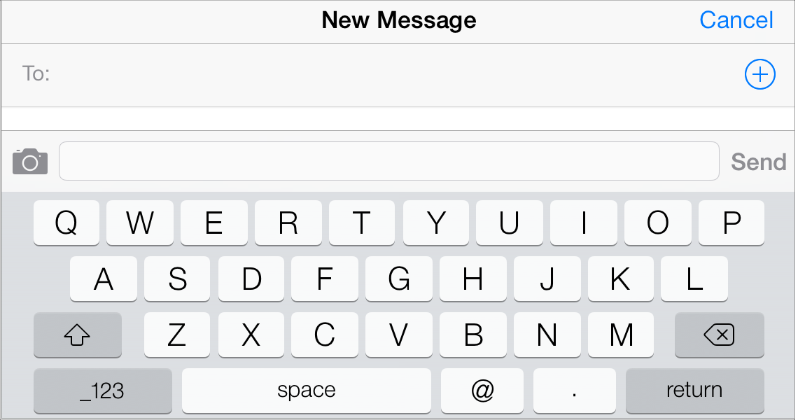 New Message Cancel
To:
Send
Q W E R T Y U I O P
A S D F G H J K L
Z X C V B N M
_123 space @ . return